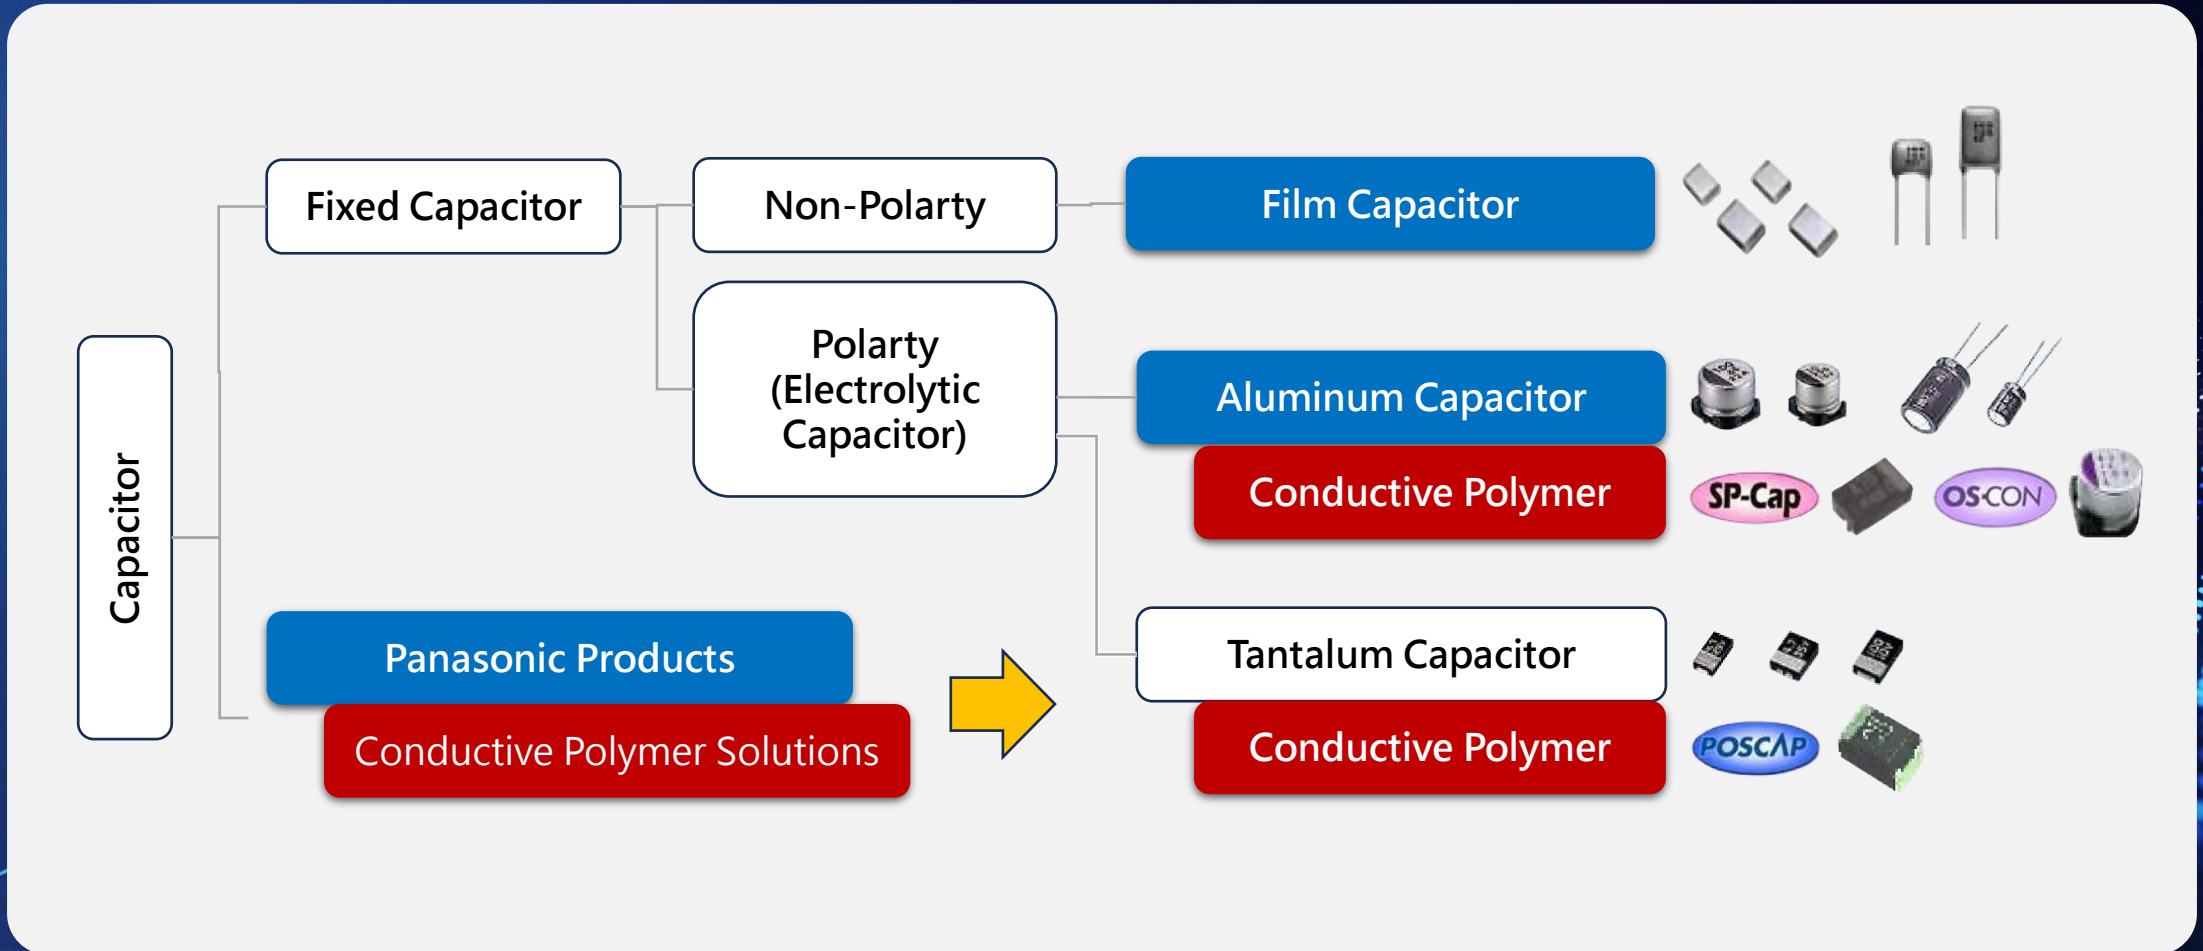 Fixed Capacitor
Non-Polarty
Film Capacitor
Polarty
(Electrolytic
Capacitor)
Aluminum Capacitor
Conductive Polymer
SP-Cap
OS-CON
Capacitor
Panasonic Products
Conductive Polymer Solutions
Tantalum Capacitor
Conductive Polymer
POSCAP